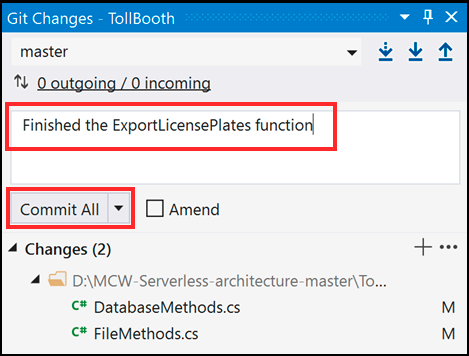 Git Changes - TollBooth
master
0 outgoing / 0 incoming
Finished the ExportLicensePlates function
Commit All Amend
Changes (2)
D:\MCW-Serverless-architecture-master\To...
C# DatabaseMethods.cs M
C# FileMethods.cs M